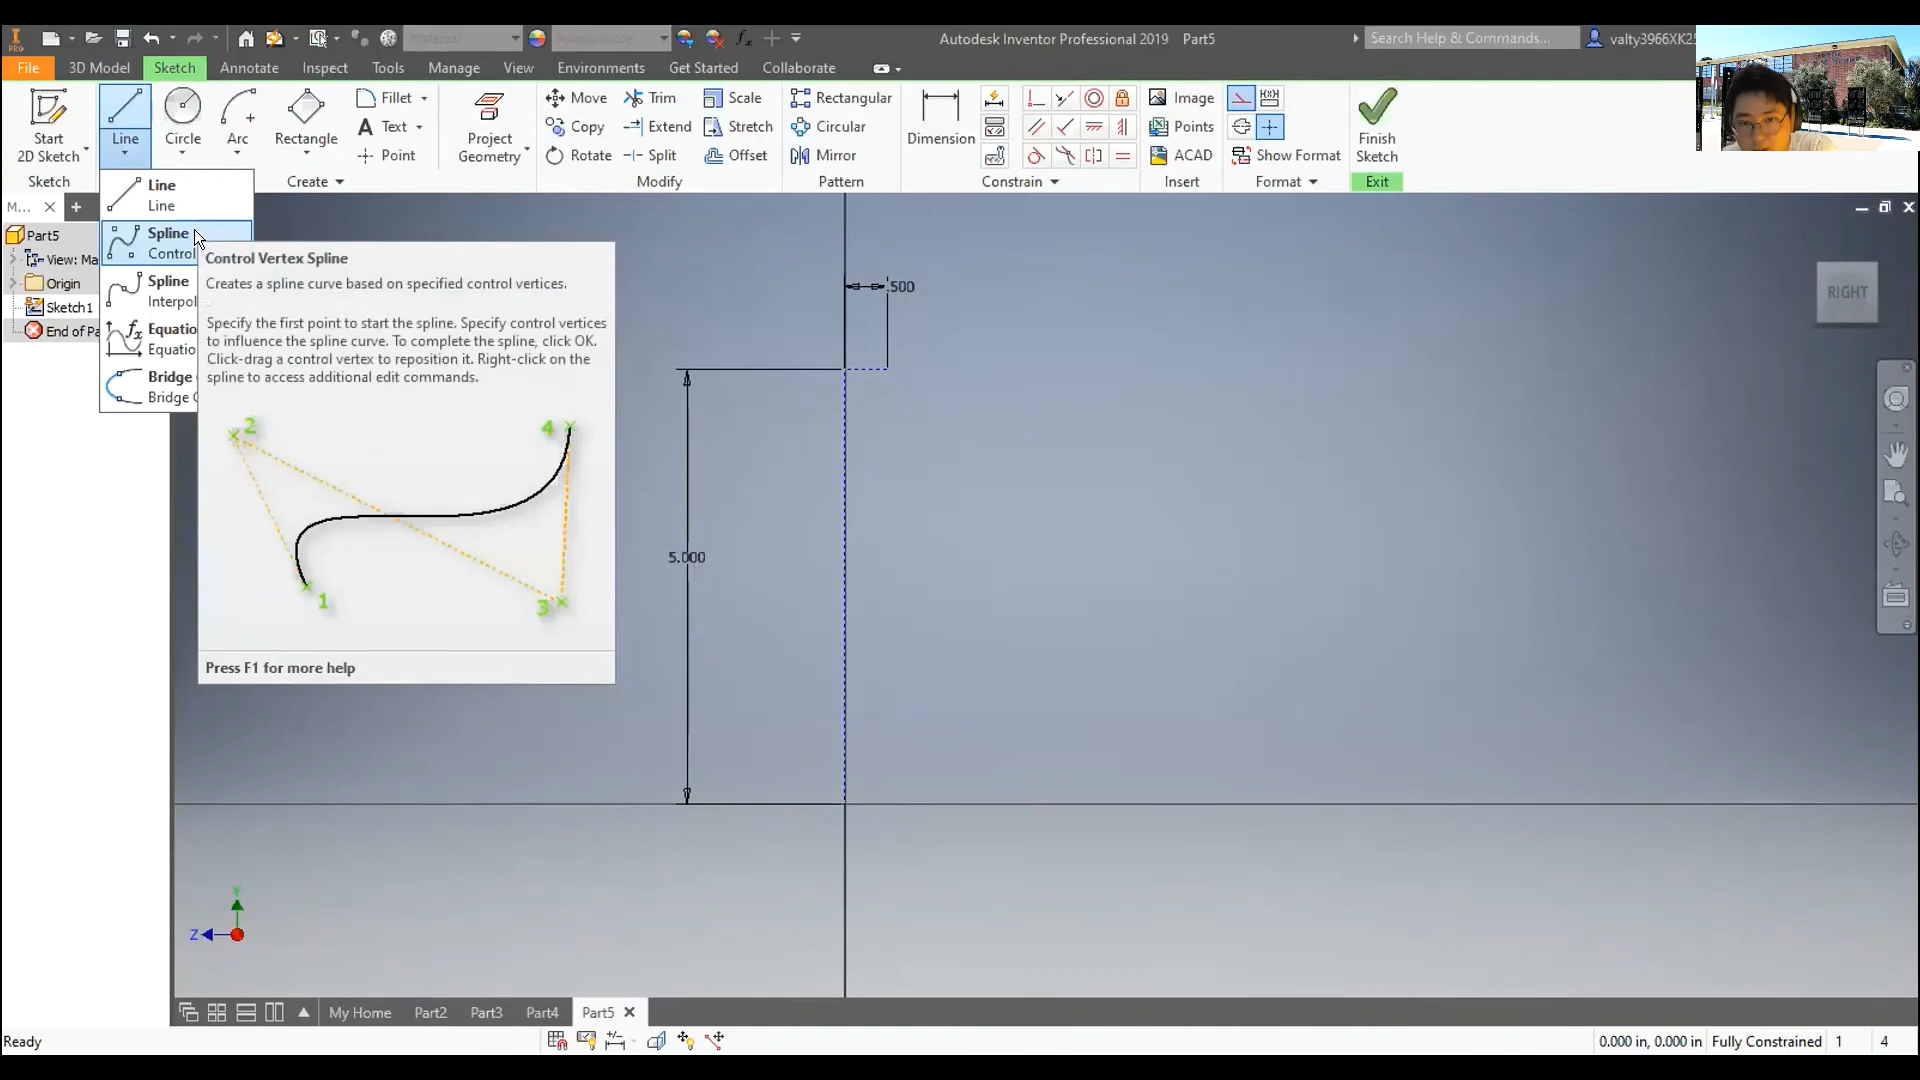 Autodesk Inventor Professional 2019 Part5
Search Help & Commands...
valty3966XK2
PRO
Material
File 3D Model Sketch Annotate Inspect Tools Manage View Environments Get Started Collaborate
Start
2D Sketch
Line
Circle
Arc
Rectangle
Fillet
Text
Point
Project
Geometry
Move
Copy
Rotate
Trim
Extend
Split
Scale
Stretch
Offset
Rectangular
Circular
Mirror
Dimension
Image
Points
ACAD
Show Format
Finish
Sketch
Sketch
Create
Modify
Pattern
Constrain
Insert
Format
Exit
M...
Part5
View: Ma
Origin
Sketch1
End of Pa
Line
Line
Spline
Control
Spline
Interpol
Equatio
Equatio
Bridge
Bridge
Control Vertex Spline
Creates a spline curve based on specified control vertices.
Specify the first point to start the spline. Specify control vertices
to influence the spline curve. To complete the spline, click OK.
Click-drag a control vertex to reposition it. Right-click on the
spline to access additional edit commands.
2
4
1
3
Press F1 for more help
.500
5.000
RIGHT
Y
Z
My Home Part2 Part3 Part4 Part5
Ready
0.000 in, 0.000 in Fully Constrained 1 4